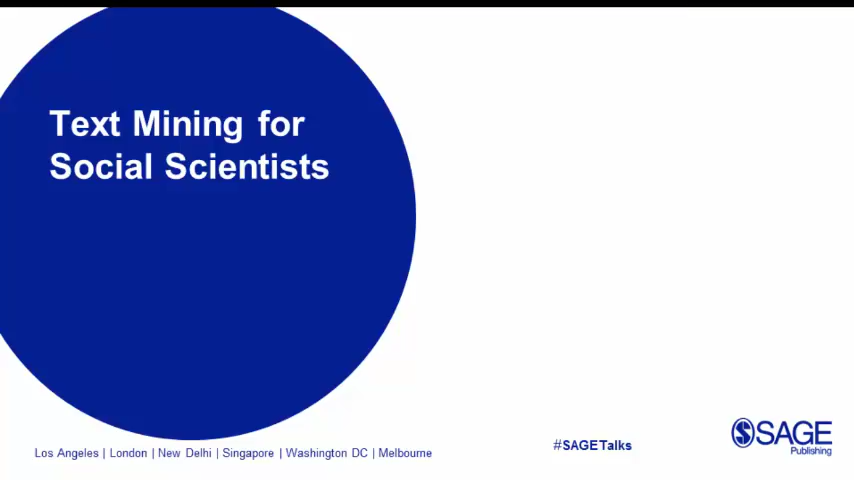 Text Mining for
Social Scientists
Los Angeles | London | New Delhi | Singapore | Washington DC | Melbourne
#SAGETalks
SAGE
Publishing